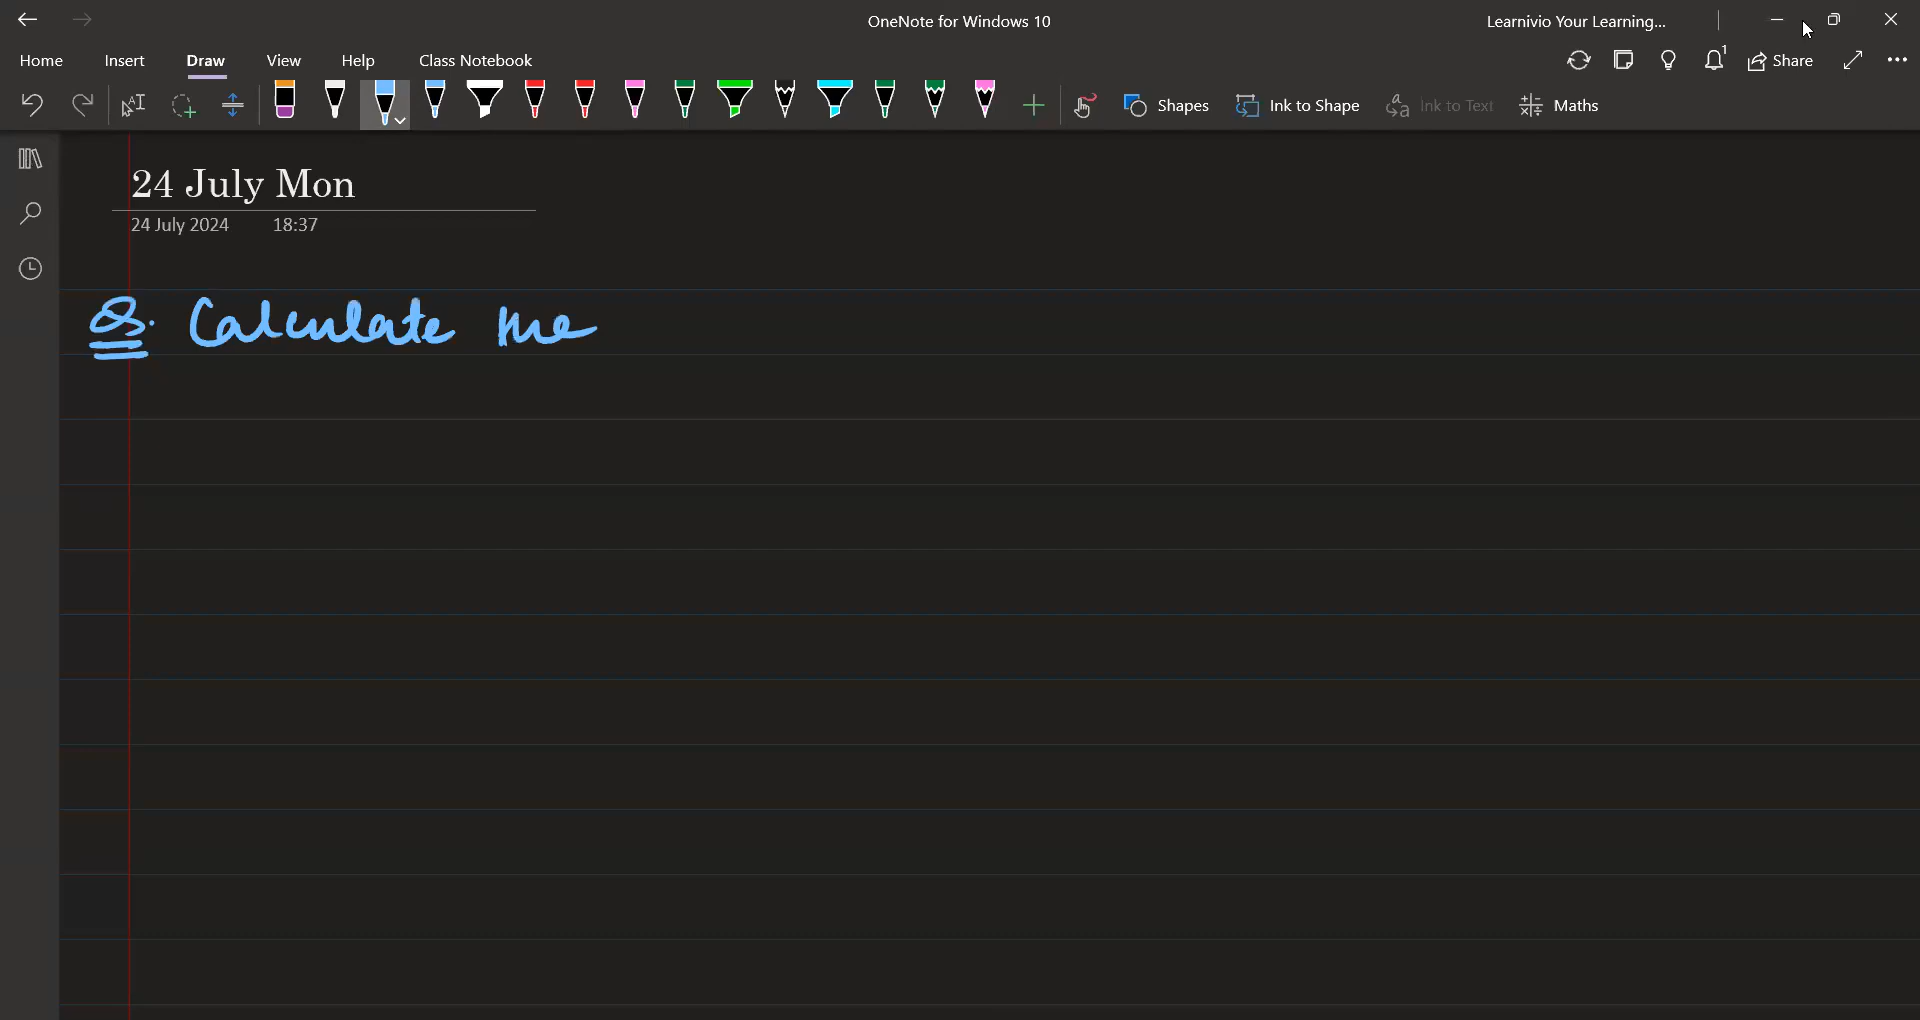 OneNote for Windows 10
Learnivio Your Learning...
Home Insert Draw View Help Class Notebook
1
Share
Shapes Ink to Shape Ink to Text Maths
24 July Mon
24 July 2024 18:37
Q. Calculate me